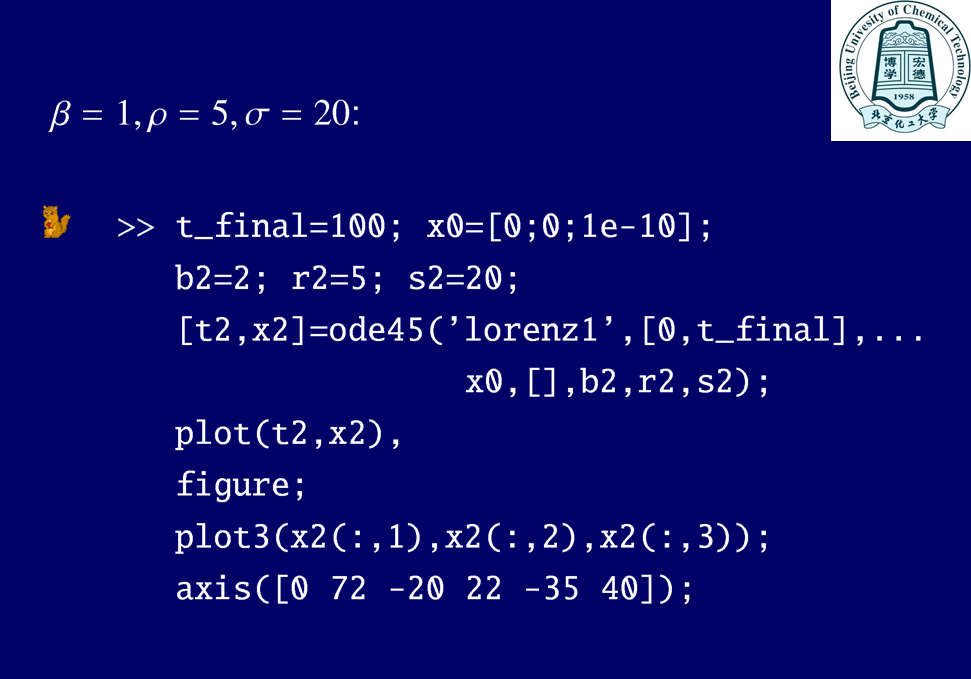 Beijing University of Chemical Technology
博学 宏德
1958
北京化工大学
β = 1, ρ = 5, σ = 20:
>> t_final=100; x0=[0;0;1e-10];
b2=2; r2=5; s2=20;
[t2,x2]=ode45(’lorenz1’,[0,t_final],...
x0,[],b2,r2,s2);
plot(t2,x2),
figure;
plot3(x2(:,1),x2(:,2),x2(:,3));
axis([0 72 -20 22 -35 40]);